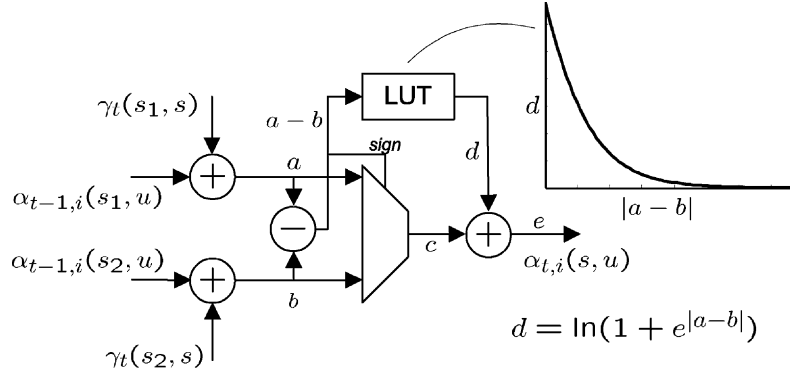 γₜ(s₁, s)
a − b
LUT
d
|a − b|
sign
d
a
αₜ₋₁,ᵢ(s₁, u)
+
−
αₜ₋₁,ᵢ(s₂, u)
+
b
c
+
e
αₜ,ᵢ(s, u)
γₜ(s₂, s)
d = ln(1 + e^{|a−b|})